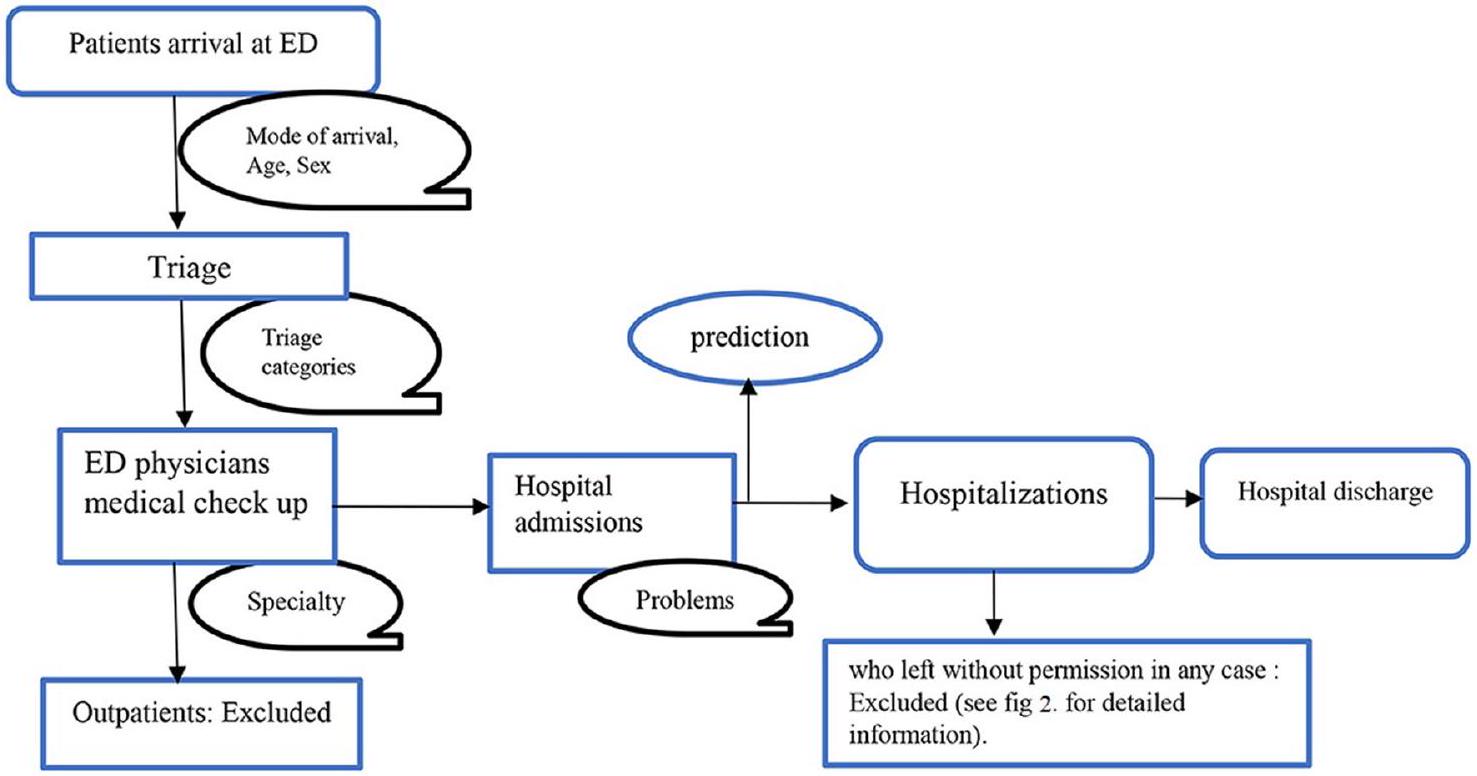 Patients arrival at ED
Mode of arrival,
Age, Sex
Triage
Triage
categories
prediction
ED physicians
medical check up
Hospital
admissions
Hospitalizations
Hospital discharge
Specialty
Problems
Outpatients: Excluded
who left without permission in any case :
Excluded (see fig 2. for detailed
information).